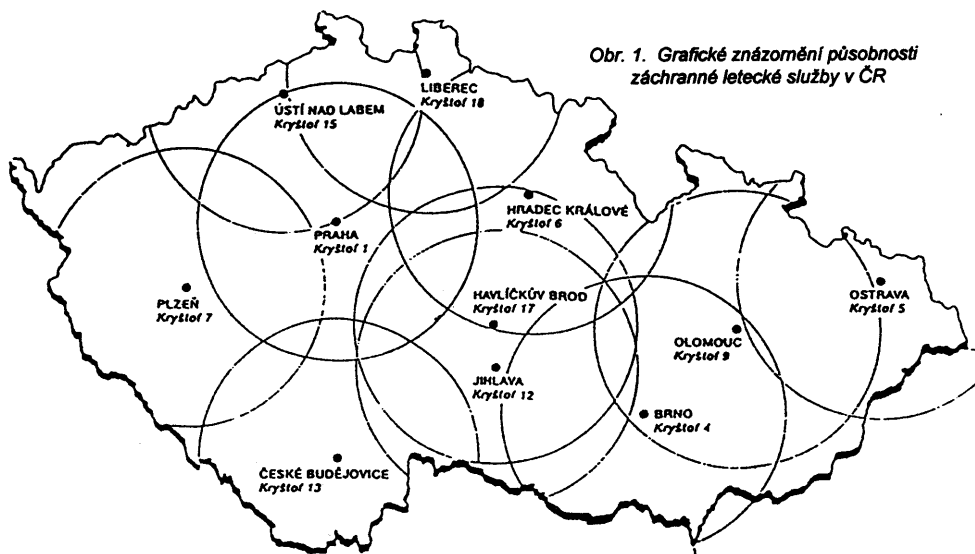 Obr. 1. Grafické znázornění působnosti
záchranné letecké služby v ČR
LIBEREC
Kryštof 18
ÚSTÍ NAD LABEM
Kryštof 15
HRADEC KRÁLOVÉ
Kryštof 6
PRAHA
Kryštof 1
PLZEŇ
Kryštof 7
HAVLÍČKŮV BROD
Kryštof 17
OSTRAVA
Kryštof 5
OLOMOUC
Kryštof 9
JIHLAVA
Kryštof 12
BRNO
Kryštof 4
ČESKÉ BUDĚJOVICE
Kryštof 13